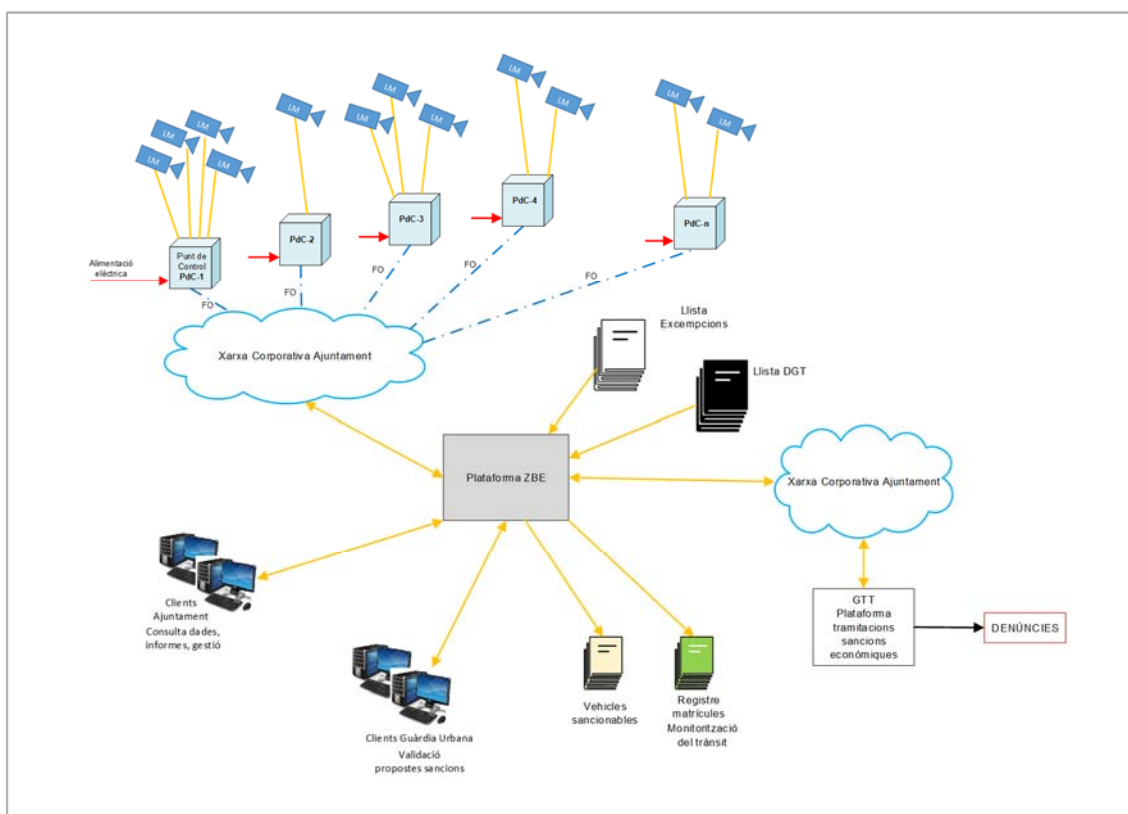 LM
LM
LM
LM
LM
LM
LM
LM
LM
LM
LM
LM
Punt de
Control
PdC-1
PdC-2
PdC-3
PdC-4
PdC-n
Alimentació
elèctrica
FO
FO
FO
FO
FO
Xarxa Corporativa Ajuntament
Llista
Excempcions
Llista DGT
Plataforma ZBE
Xarxa Corporativa Ajuntament
Clients
Ajuntament
Consulta dades,
informes, gestió
Clients Guàrdia Urbana
Validació
propostes sancions
Vehicles
sancionables
Registre
matrícules
Monitorització
del trànsit
GTT
Plataforma
tramitacions
sancions
econòmiques
DENÚNCIES